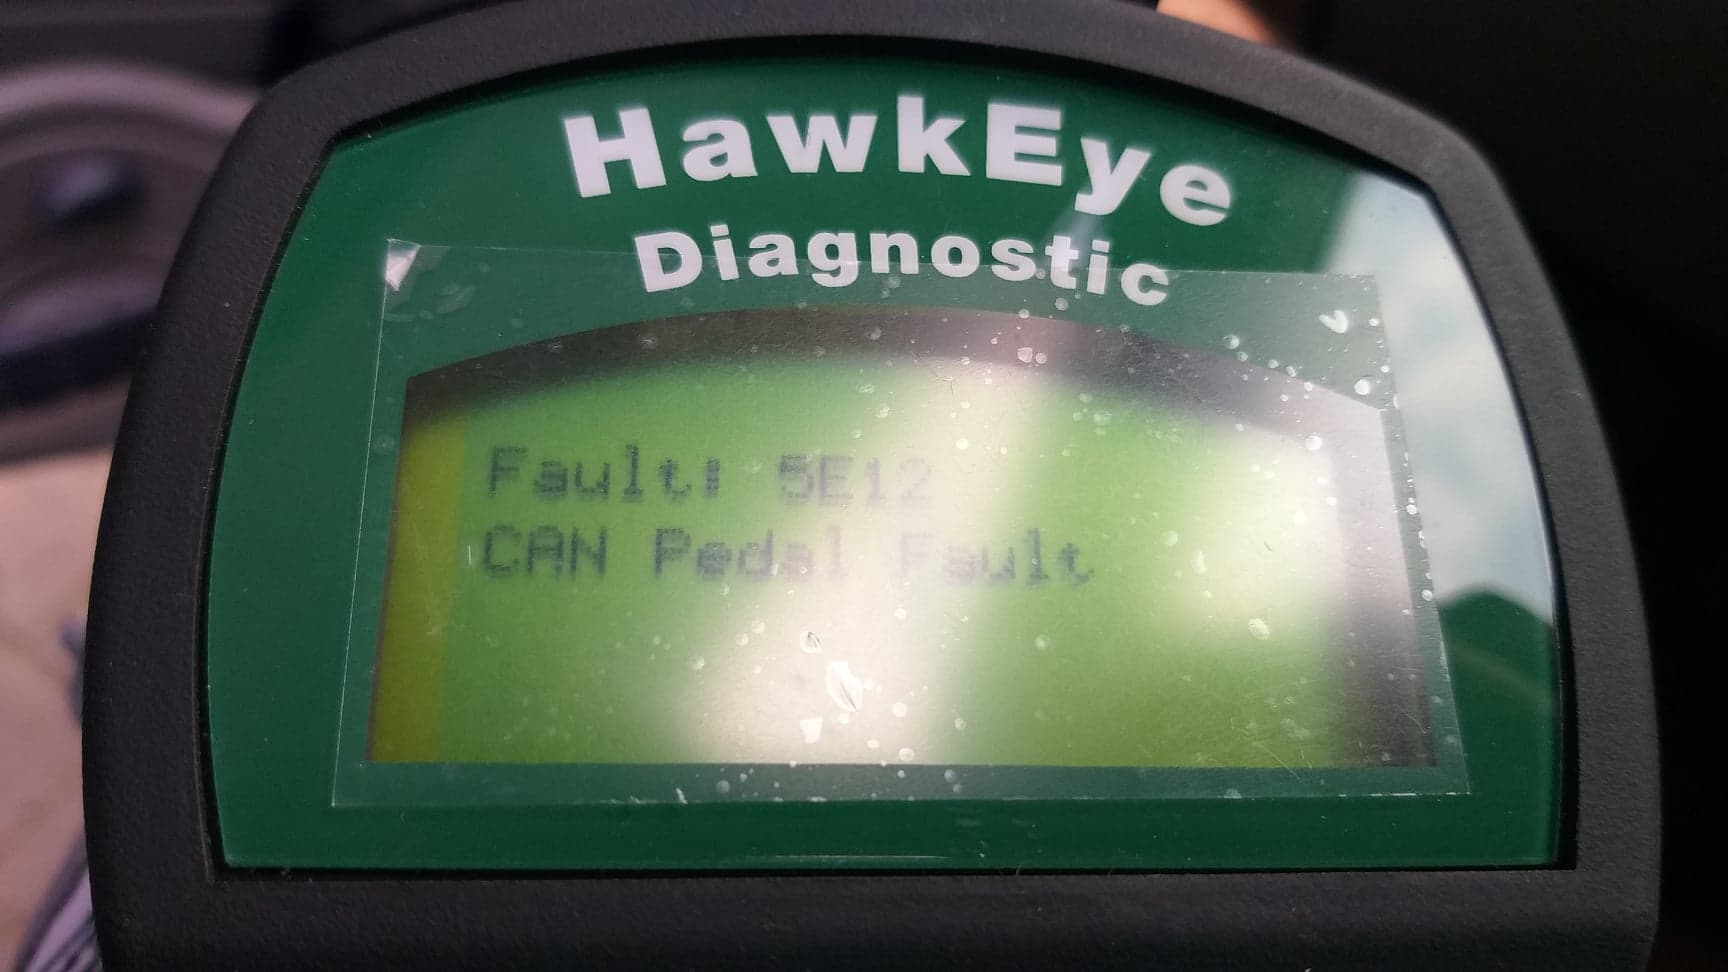 HawkEye
Diagnostic
Fault: 5E12
CAN Pedal Fault